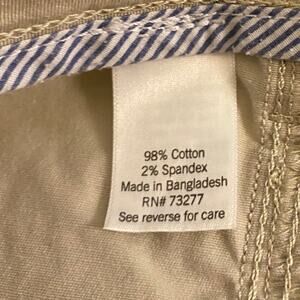 98% Cotton
2% Spandex
Made in Bangladesh
RN# 73277
See reverse for care